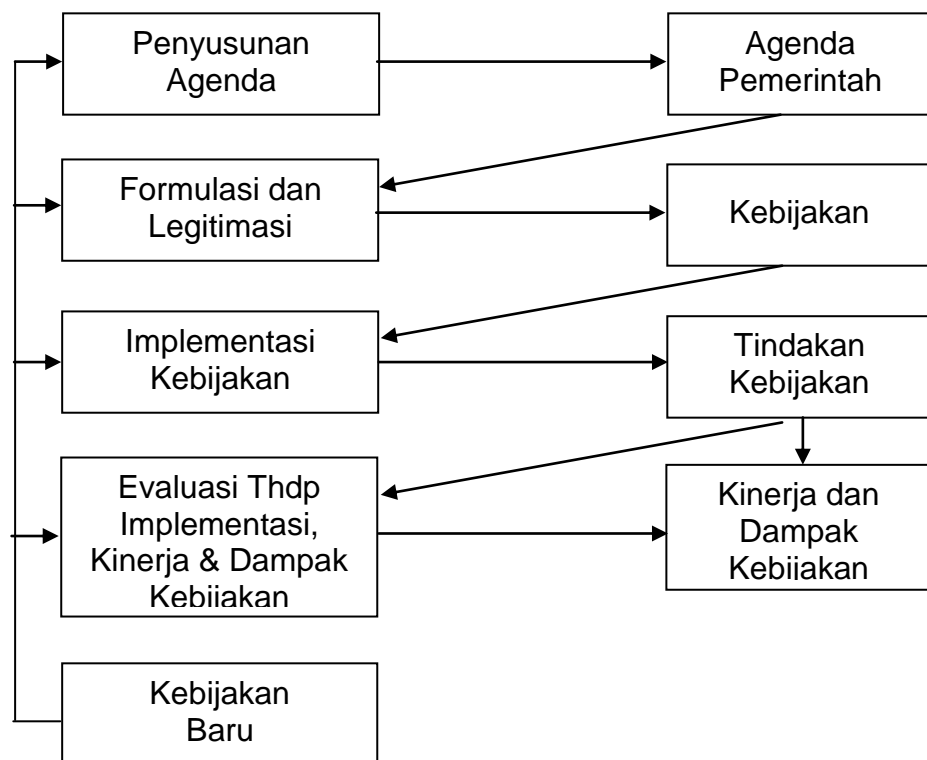 Penyusunan
Agenda
Agenda
Pemerintah
Formulasi dan
Legitimasi
Kebijakan
Implementasi
Kebijakan
Tindakan
Kebijakan
Evaluasi Thdp
Implementasi,
Kinerja & Dampak
Kebijakan
Kinerja dan
Dampak
Kebijakan
Kebijakan
Baru